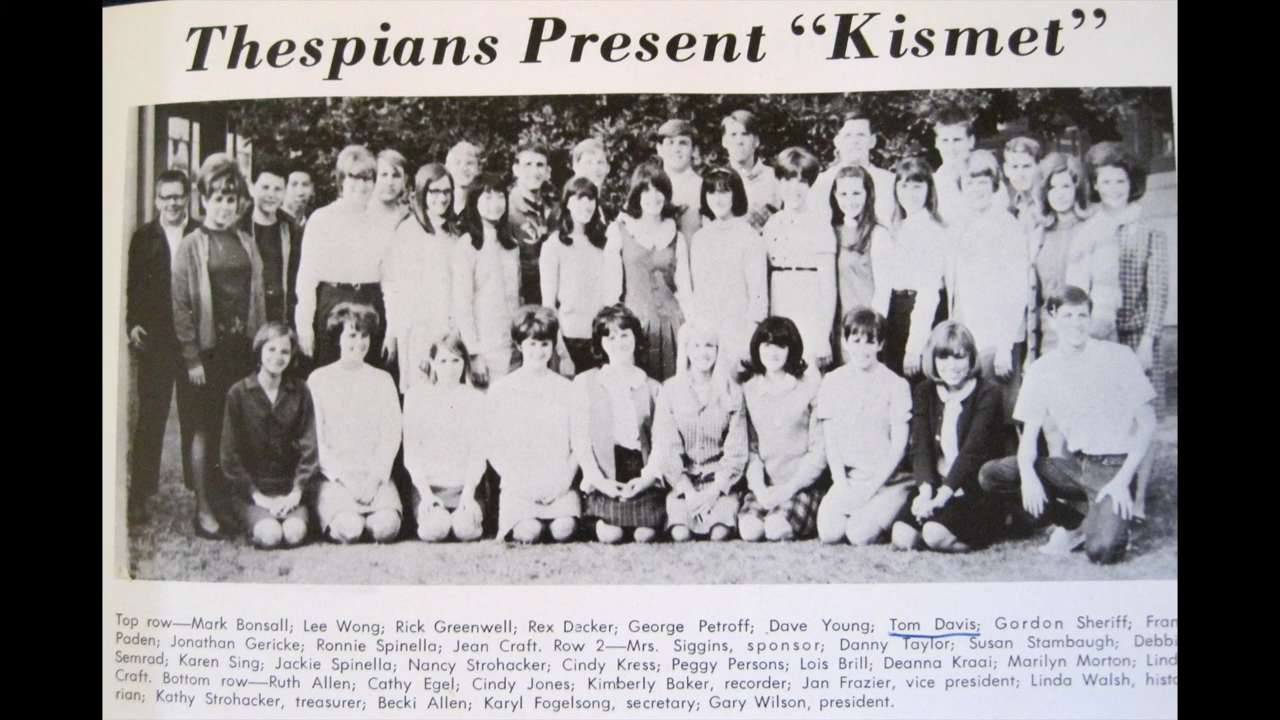 Thespians Present “Kismet”
Top row—Mark Bonsall; Lee Wong; Rick Greenwell; Rex Decker; George Petroff; Dave Young; Tom Davis; Gordon Sheriff; Fran
Paden; Jonathan Gericke; Ronnie Spinella; Jean Craft. Row 2—Mrs. Siggins, sponsor; Danny Taylor; Susan Stambaugh; Debbi
Semrad; Karen Sing; Jackie Spinella; Nancy Strohacker; Cindy Kress; Peggy Persons; Lois Brill; Deanna Kraai; Marilyn Morton; Lind
Craft. Bottom row—Ruth Allen; Cathy Egel; Cindy Jones; Kimberly Baker, recorder; Jan Frazier, vice president; Linda Walsh, histo
rian; Kathy Strohacker, treasurer; Becki Allen; Karyl Fogelsong, secretary; Gary Wilson, president.